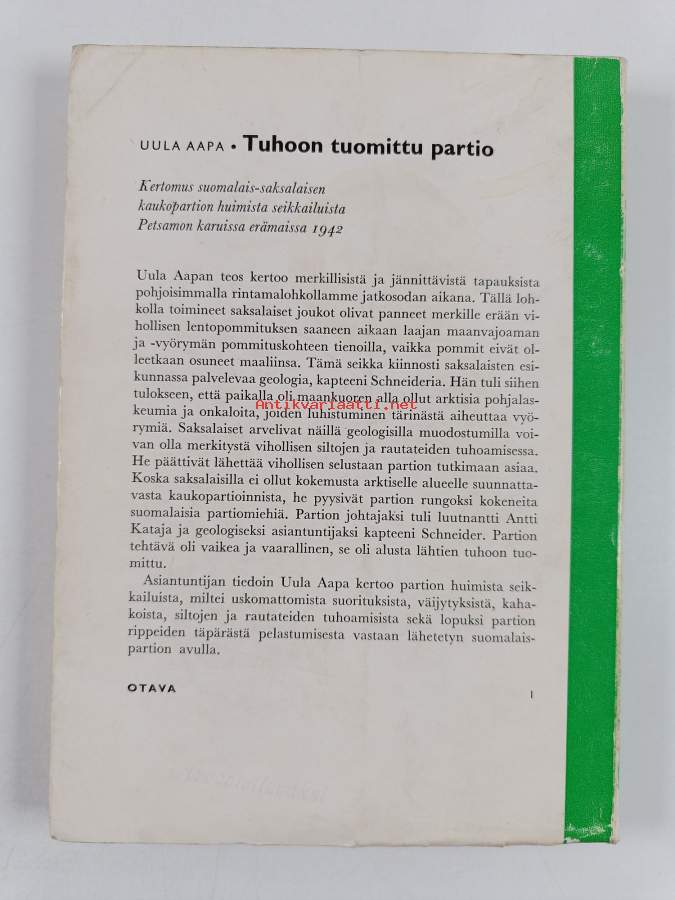 UULA AAPA • Tuhoon tuomittu partio
Kertomus suomalais-saksalaisen
kaukopartion huimista seikkailuista
Petsamon karuissa erämaissa 1942
Uula Aapan teos kertoo merkillisistä ja jännittävistä tapauksista
pohjoisimmalla rintamalohkollamme jatkosodan aikana. Tällä loh-
kolla toimineet saksalaiset joukot olivat panneet merkille erään vi-
hollisen lentopommituksen saaneen aikaan laajan maanvajoaman
ja -vyörymän pommituskohteen tienoilla, vaikka pommit eivät ol-
leetkaan osuneet maaliinsa. Tämä seikka kiinnosti saksalaisten esi-
kunnassa palvelevaa geologia, kapteeni Schneideria. Hän tuli siihen
tulokseen, että paikalla oli maankuoren alla ollut arktisia pohjalas-
keumia ja onkaloita, joiden luhistuminen tärinästä aiheuttaa vyö-
Antikvariaatti.net
rymiä. Saksalaiset arvelivat näillä geologisilla muodostumilla voi-
van olla merkitystä vihollisen siltojen ja rautateiden tuhoamisessa.
He päättivät lähettää vihollisen selustaan partion tutkimaan asiaa.
Koska saksalaisilla ei ollut kokemusta arktiselle alueelle suunnatta-
vasta kaukopartioinnista, he pyysivät partion rungoksi kokeneita
suomalaisia partiomiehiä. Partion johtajaksi tuli luutnantti Antti
Kataja ja geologiseksi asiantuntijaksi kapteeni Schneider. Partion
tehtävä oli vaikea ja vaarallinen, se oli alusta lähtien tuhoon tuo-
mittu.
Asiantuntijan tiedoin Uula Aapa kertoo partion huimista seik-
kailuista, miltei uskomattomista suorituksista, väijytyksistä, kaha-
koista, siltojen ja rautateiden tuhoamisista sekä lopuksi partion
rippeiden täpärästä pelastumisesta vastaan lähetetyn suomalais-
partion avulla.
OTAVA
1